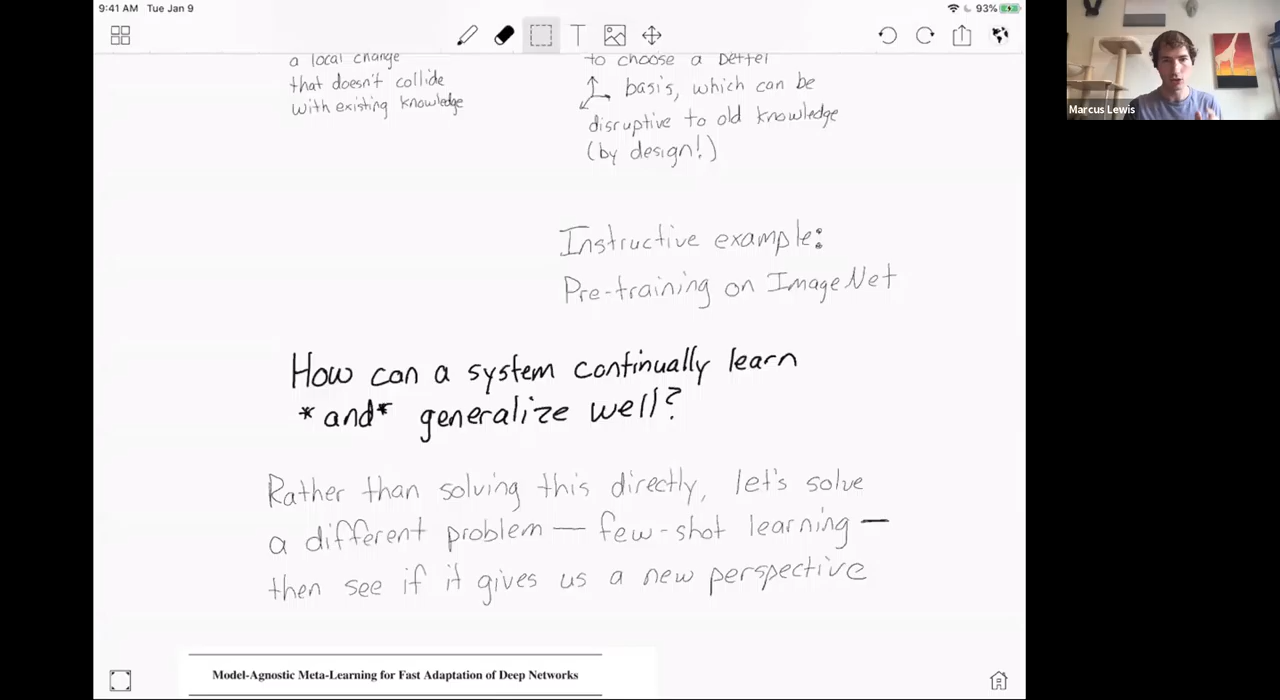 9:41 AM Tue Jan 9
93%
T
Marcus Lewis
a local change
that doesn't collide
with existing knowledge
to choose a better
basis, which can be
disruptive to old knowledge
(by design!)
Instructive example:
Pre-training on ImageNet
How can a system continually learn
*and* generalize well?
Rather than solving this directly, let's solve
a different problem — few-shot learning —
then see if it gives us a new perspective
Model-Agnostic Meta-Learning for Fast Adaptation of Deep Networks